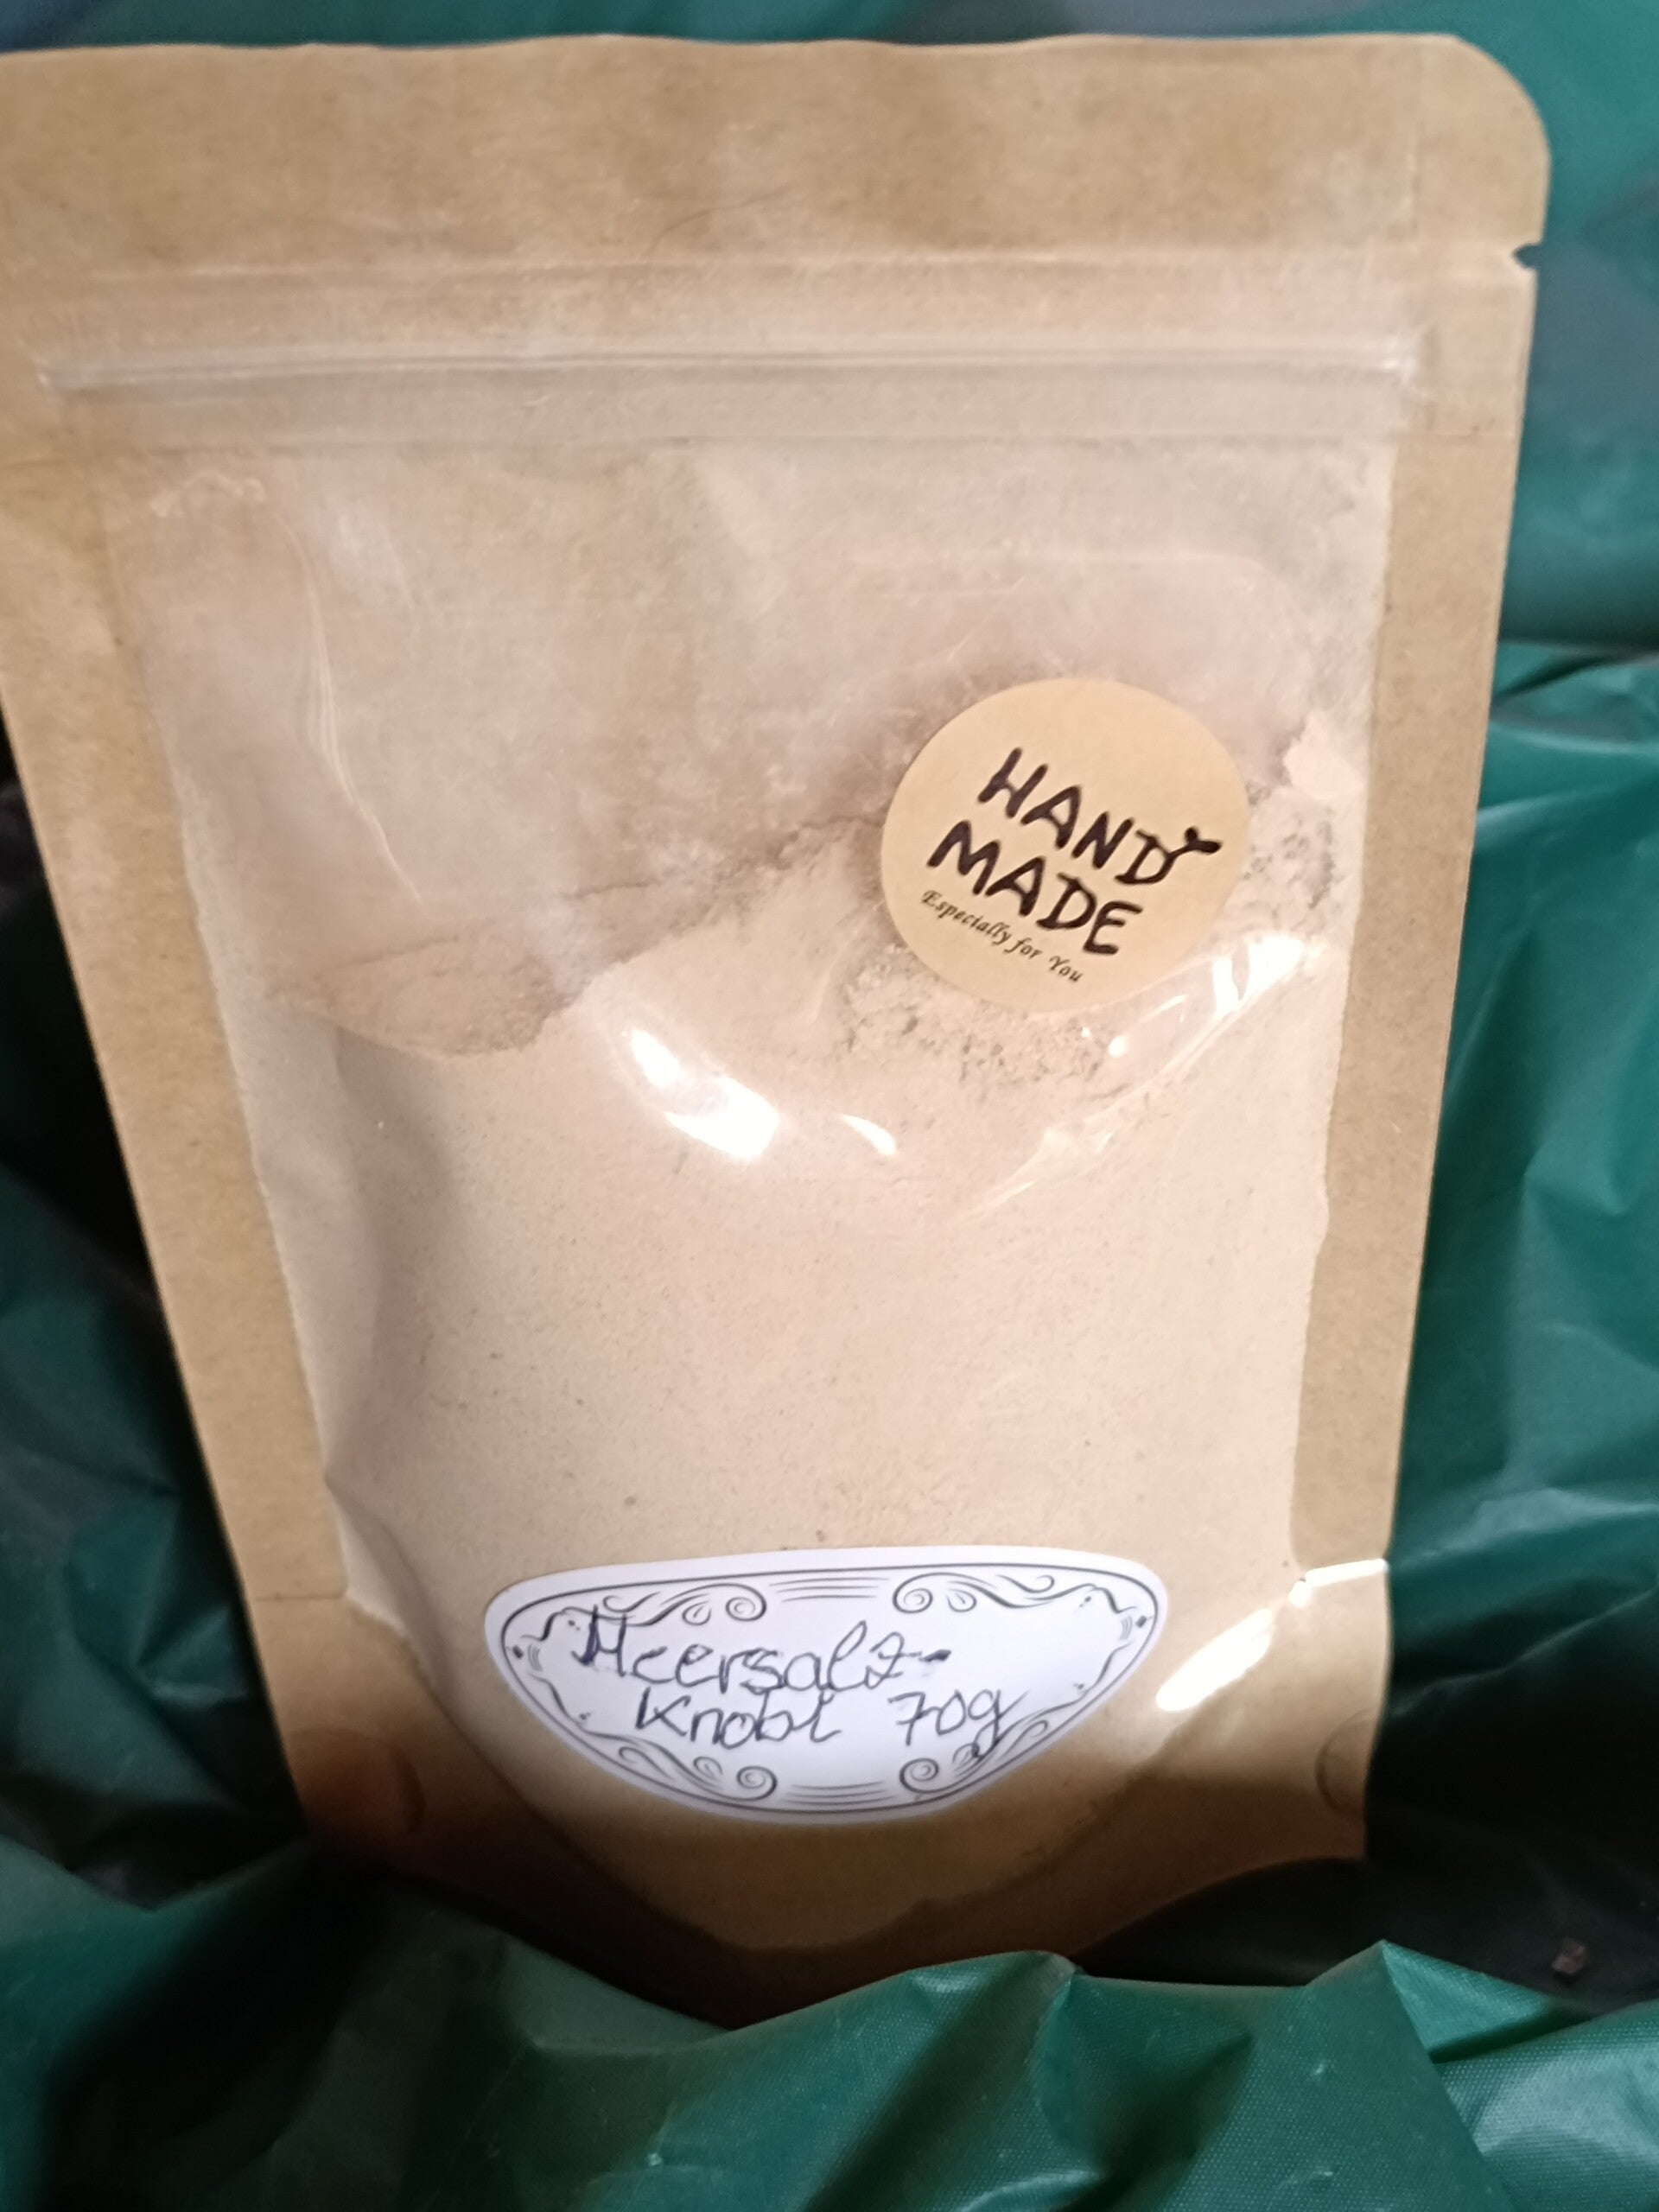 HAND
MADE
Especially for You
Meersalz-
Knobi 70g